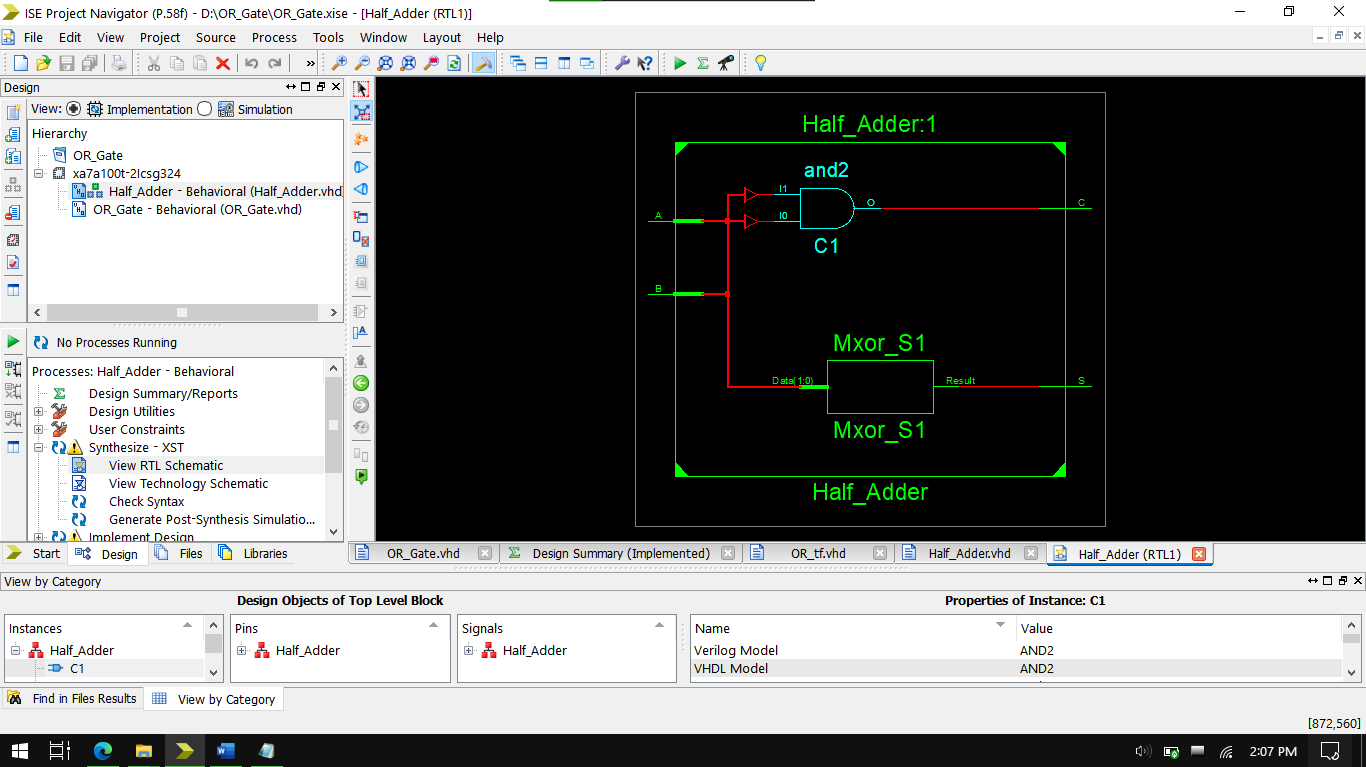 ISE Project Navigator (P.58f) - D:\OR_Gate\OR_Gate.xise - [Half_Adder (RTL1)]
File Edit View Project Source Process Tools Window Layout Help
»
Design
View: Implementation Simulation
Hierarchy
OR_Gate
xa7a100t-2Icsg324
Half_Adder - Behavioral (Half_Adder.vhd)
OR_Gate - Behavioral (OR_Gate.vhd)
No Processes Running
Processes: Half_Adder - Behavioral
Design Summary/Reports
Design Utilities
User Constraints
Synthesize - XST
View RTL Schematic
View Technology Schematic
Check Syntax
Generate Post-Synthesis Simulatio...
Implement Design
Start Design Files Libraries
Half_Adder:1
and2
I1
O
C
A
I0
C1
B
Mxor_S1
Data(1:0)
Result
S
Mxor_S1
Half_Adder
OR_Gate.vhd Design Summary (Implemented) OR_tf.vhd Half_Adder.vhd Half_Adder (RTL1)
View by Category
Design Objects of Top Level Block
Properties of Instance: C1
Instances Pins Signals Name Value
Half_Adder Half_Adder Half_Adder Verilog Model AND2
C1 VHDL Model AND2
Find in Files Results View by Category
[872,560]
2:07 PM